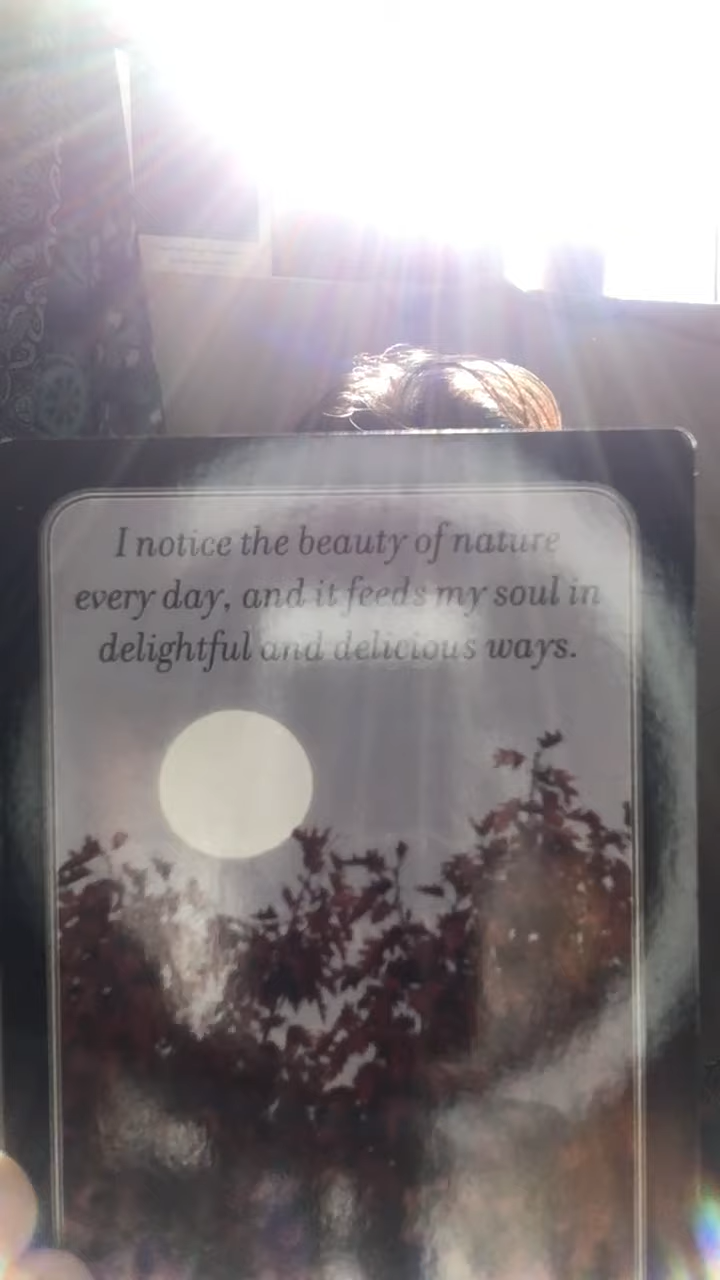 I notice the beauty of nature
every day, and it feeds my soul in
delightful and delicious ways.